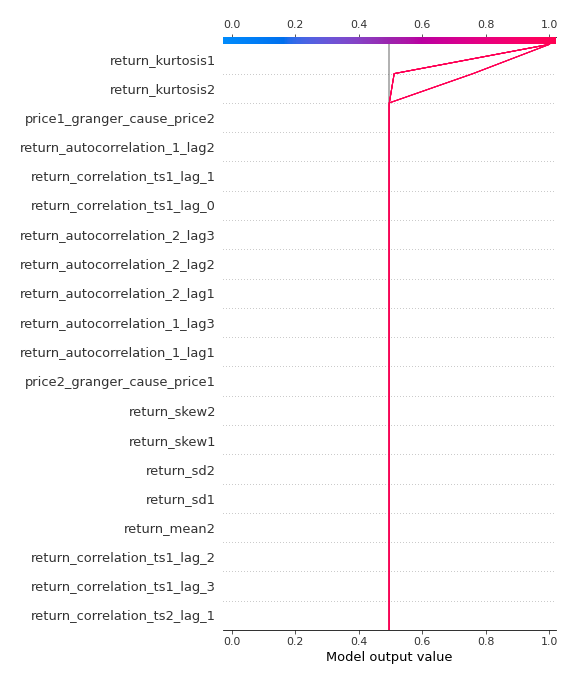 0.0 0.2 0.4 0.6 0.8 1.0
return_kurtosis1
return_kurtosis2
price1_granger_cause_price2
return_autocorrelation_1_lag2
return_correlation_ts1_lag_1
return_correlation_ts1_lag_0
return_autocorrelation_2_lag3
return_autocorrelation_2_lag2
return_autocorrelation_2_lag1
return_autocorrelation_1_lag3
return_autocorrelation_1_lag1
price2_granger_cause_price1
return_skew2
return_skew1
return_sd2
return_sd1
return_mean2
return_correlation_ts1_lag_2
return_correlation_ts1_lag_3
return_correlation_ts2_lag_1
0.0 0.2 0.4 0.6 0.8 1.0
Model output value